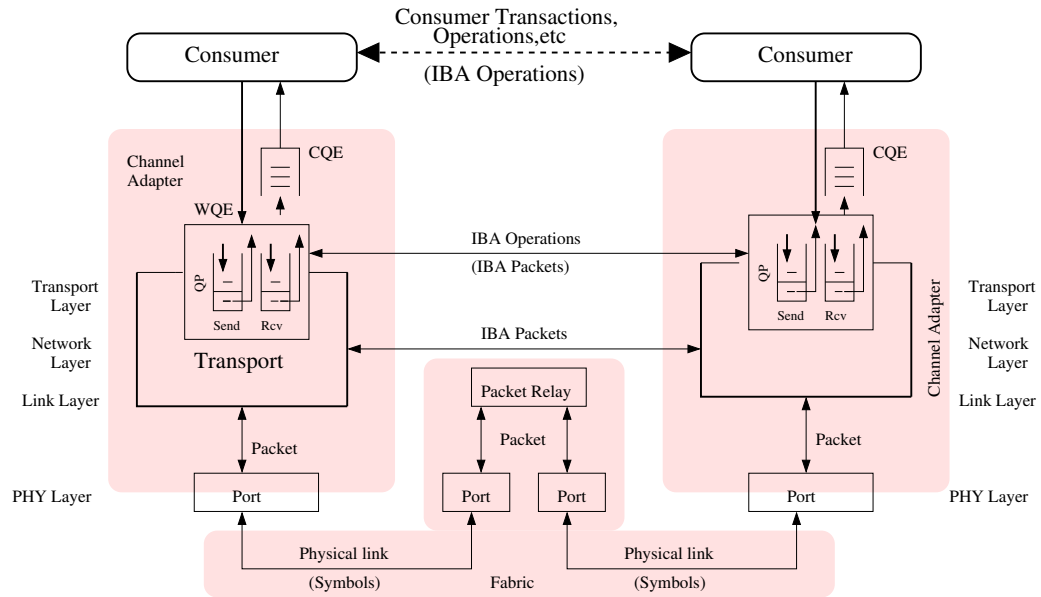 Consumer Transactions,
Operations,etc
(IBA Operations)
Consumer
Consumer
Channel
Adapter
CQE
CQE
WQE
QP
Send
Rcv
IBA Operations
(IBA Packets)
QP
Send
Rcv
Transport
Layer
Network
Layer
Link Layer
PHY Layer
Transport
IBA Packets
Packet Relay
Packet
Packet
Packet
Port
Port
Port
Port
Channel Adapter
Transport
Layer
Network
Layer
Link Layer
PHY Layer
Physical link
(Symbols)
Fabric
Physical link
(Symbols)